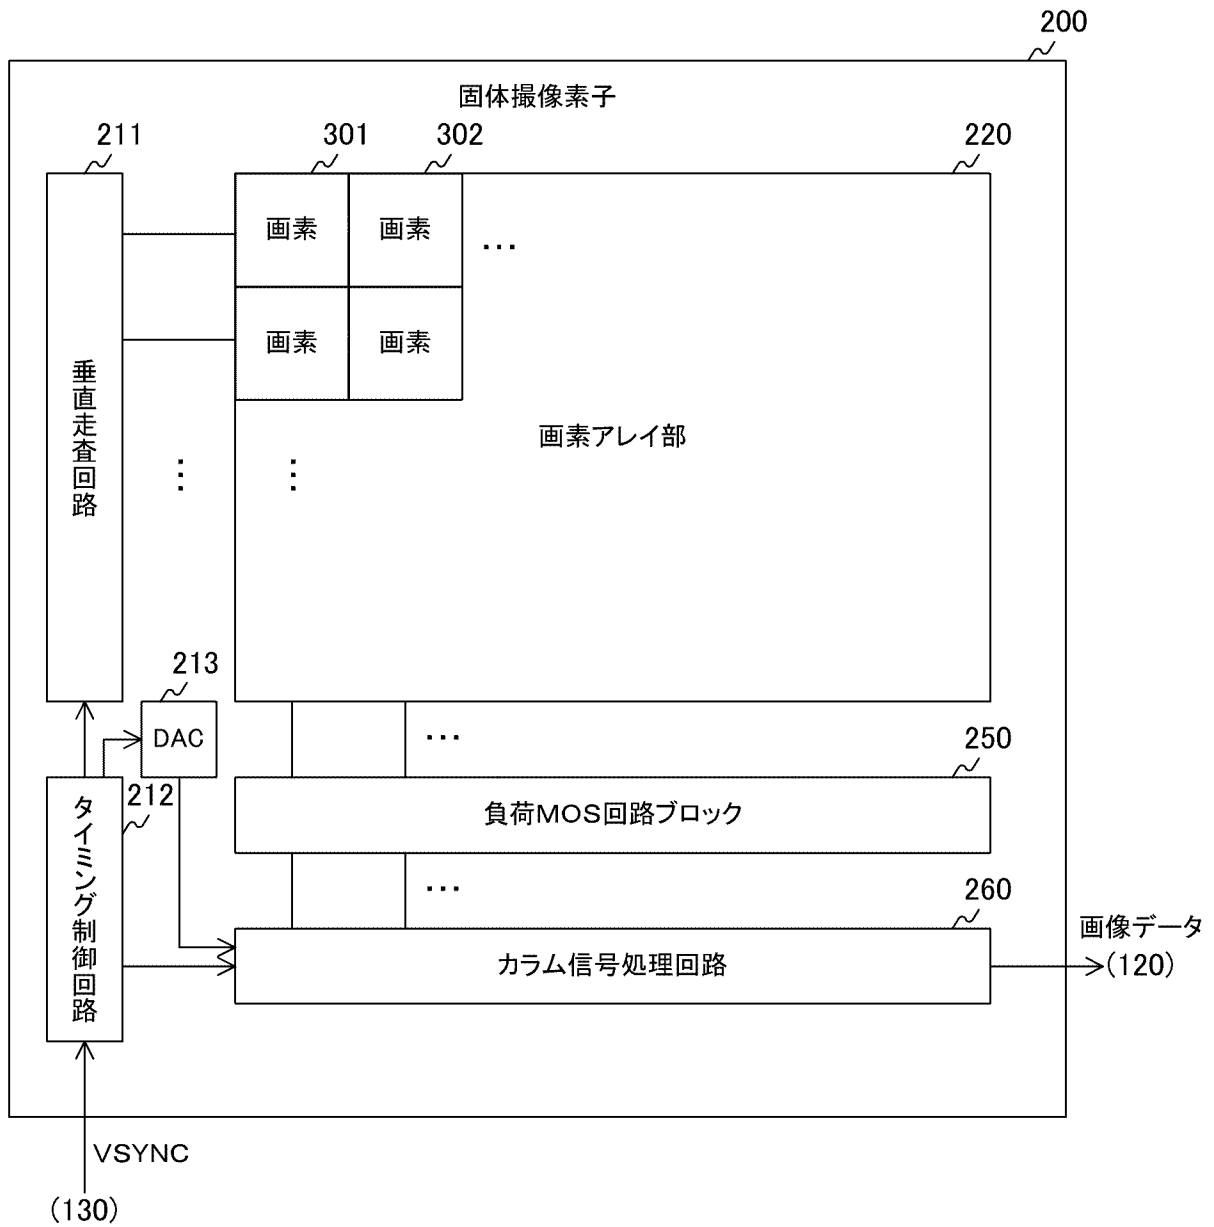 200
固体撮像素子
211
301
302
220
画素
画素
…
画素
画素
垂直走査回路
画素アレイ部
⋮
⋮
213
DAC
…
250
212
負荷MOS回路ブロック
タイミング制御回路
…
260
カラム信号処理回路
画像データ
(120)
VSYNC
(130)